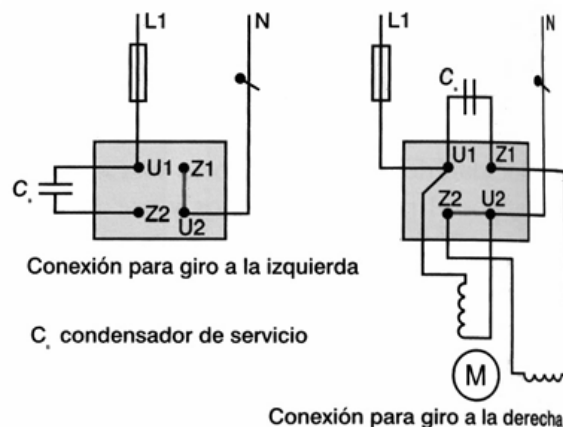 L1
N
C.
U1
Z1
Z2
U2
Conexión para giro a la izquierda
C. condensador de servicio
L1
N
C.
U1
Z1
Z2
U2
M
Conexión para giro a la derecha